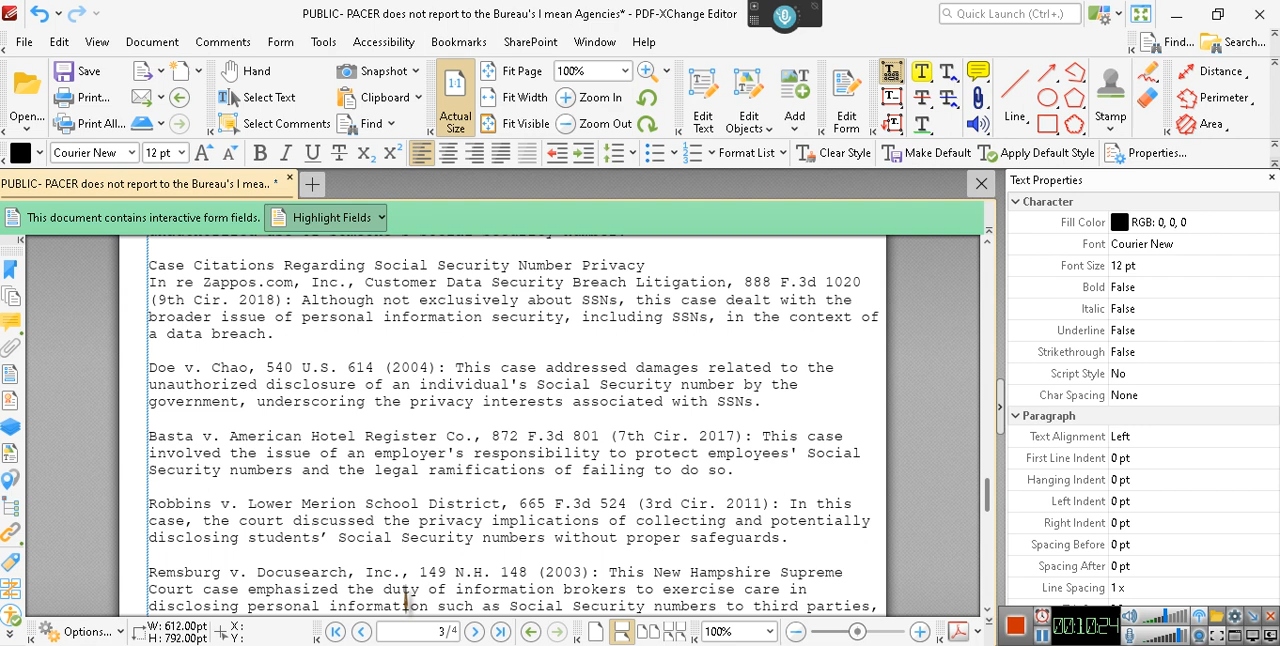 PUBLIC- PACER does not report to the Bureau's I mean Agencies* - PDF-XChange Editor
Quick Launch (Ctrl+.)
File Edit View Document Comments Form Tools Accessibility Bookmarks SharePoint Window Help
Find... Search...
Open...
Save
Print...
Print All...
Hand
Select Text
Select Comments
Snapshot
Clipboard
Find
1:1
Actual Size
Fit Page
Fit Width
Fit Visible
100%
Zoom In
Zoom Out
Edit Text
Edit Objects
Add
Edit Form
Line
Stamp
Distance
Perimeter
Area
Courier New 12 pt
Format List Clear Style Make Default Apply Default Style Properties...
PUBLIC- PACER does not report to the Bureau's I mea.. *
This document contains interactive form fields. Highlight Fields
Case Citations Regarding Social Security Number Privacy
In re Zappos.com, Inc., Customer Data Security Breach Litigation, 888 F.3d 1020
(9th Cir. 2018): Although not exclusively about SSNs, this case dealt with the
broader issue of personal information security, including SSNs, in the context of
a data breach.
Doe v. Chao, 540 U.S. 614 (2004): This case addressed damages related to the
unauthorized disclosure of an individual's Social Security number by the
government, underscoring the privacy interests associated with SSNs.
Basta v. American Hotel Register Co., 872 F.3d 801 (7th Cir. 2017): This case
involved the issue of an employer's responsibility to protect employees' Social
Security numbers and the legal ramifications of failing to do so.
Robbins v. Lower Merion School District, 665 F.3d 524 (3rd Cir. 2011): In this
case, the court discussed the privacy implications of collecting and potentially
disclosing students' Social Security numbers without proper safeguards.
Remsburg v. Docusearch, Inc., 149 N.H. 148 (2003): This New Hampshire Supreme
Court case emphasized the duty of information brokers to exercise care in
disclosing personal information such as Social Security numbers to third parties,
Text Properties
Character
Fill Color RGB: 0, 0, 0
Font Courier New
Font Size 12 pt
Bold False
Italic False
Underline False
Strikethrough False
Script Style No
Char Spacing None
Paragraph
Text Alignment Left
First Line Indent 0 pt
Hanging Indent 0 pt
Left Indent 0 pt
Right Indent 0 pt
Spacing Before 0 pt
Spacing After 0 pt
Line Spacing 1 x
Options...
W: 612.00pt
H: 792.00pt
X:
Y:
3/4
100%
00:10:24